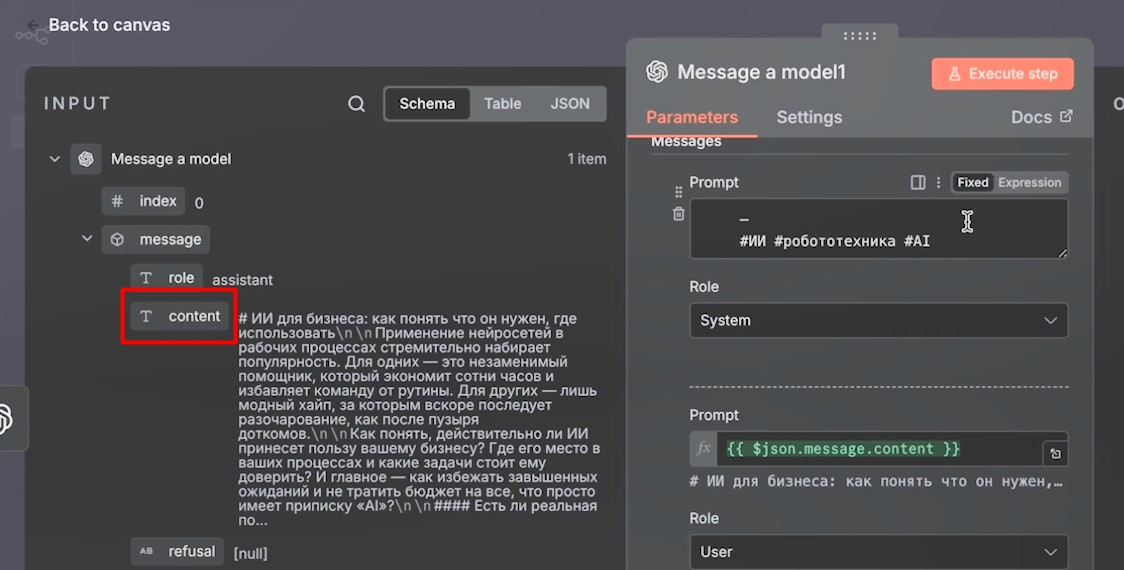 Back to canvas
INPUT
Schema
Table
JSON
Message a model
1 item
# index 0
message
T role assistant
T content
# ИИ для бизнеса: как понять что он нужен, где
использовать\n\nПрименение нейросетей в
рабочих процессах стремительно набирает
популярность. Для одних — это незаменимый
помощник, который экономит сотни часов и
избавляет команду от рутины. Для других — лишь
модный хайп, за которым вскоре последует
разочарование, как после пузыря
доткомов.\n\nКак понять, действительно ли ИИ
принесет пользу вашему бизнесу? Где его место в
ваших процессах и какие задачи стоит ему
доверить? И главное — как избежать завышенных
ожиданий и не тратить бюджет на все, что просто
имеет приписку «AI»?\n\n#### Есть ли реальная
по...
AB refusal [null]
Message a model1
Execute step
Parameters
Settings
Docs
Messages
Prompt
Fixed
Expression
—
#ИИ #робототехника #AI
Role
System
Prompt
fx {{ $json.message.content }}
# ИИ для бизнеса: как понять что он нужен,…
Role
User
O